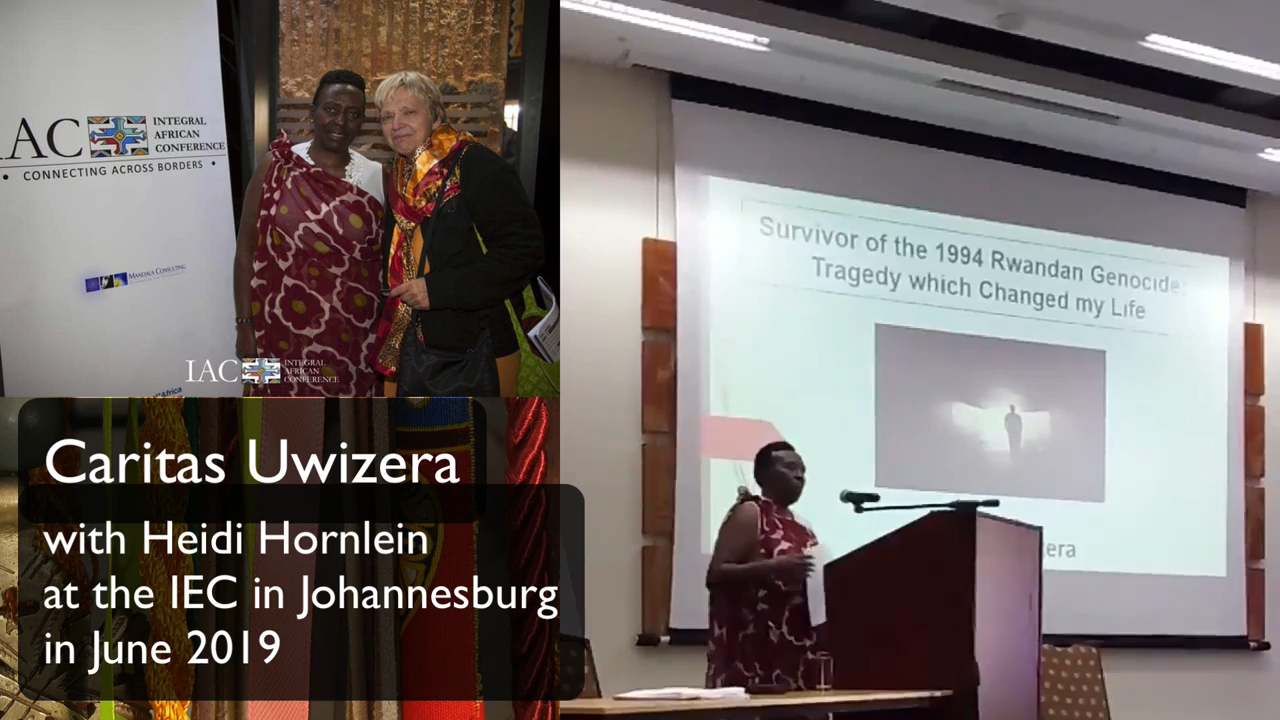 IAC
INTEGRAL
AFRICAN
CONFERENCE
• CONNECTING ACROSS BORDERS •
MANDALA CONSULTING
IAC
INTEGRAL
AFRICAN
CONFERENCE
Caritas Uwizera
with Heidi Hornlein
at the IEC in Johannesburg
in June 2019
Survivor of the 1994 Rwandan Genocide:
Tragedy which Changed my Life
zera